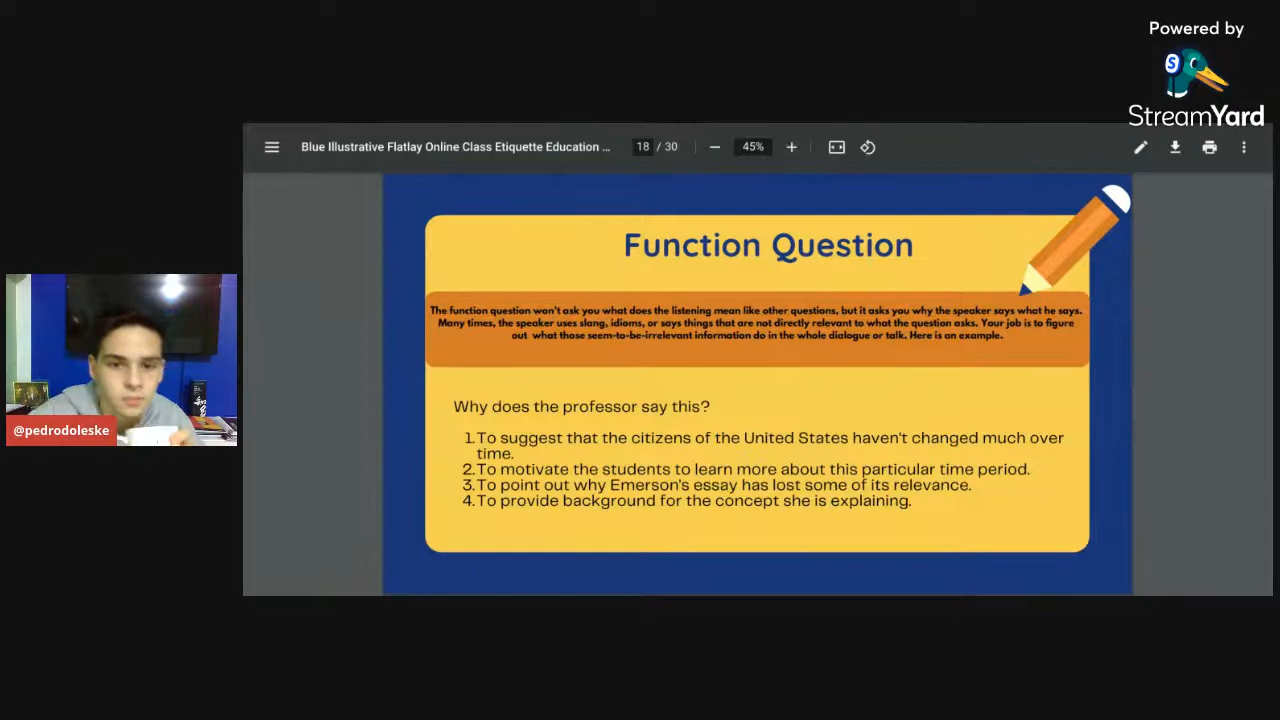 Powered by
S
StreamYard
Blue Illustrative Flatlay Online Class Etiquette Education ...
18 / 30
45%
Function Question
The function question won't ask you what does the listening mean like other questions, but it asks you why the speaker says what he says.
Many times, the speaker uses slang, idioms, or says things that are not directly relevant to what the question asks. Your job is to figure
out what those seem-to-be-irrelevant information do in the whole dialogue or talk. Here is an example.
Why does the professor say this?
1.To suggest that the citizens of the United States haven't changed much over
time.
2.To motivate the students to learn more about this particular time period.
3.To point out why Emerson's essay has lost some of its relevance.
4.To provide background for the concept she is explaining.
@pedrodoleske